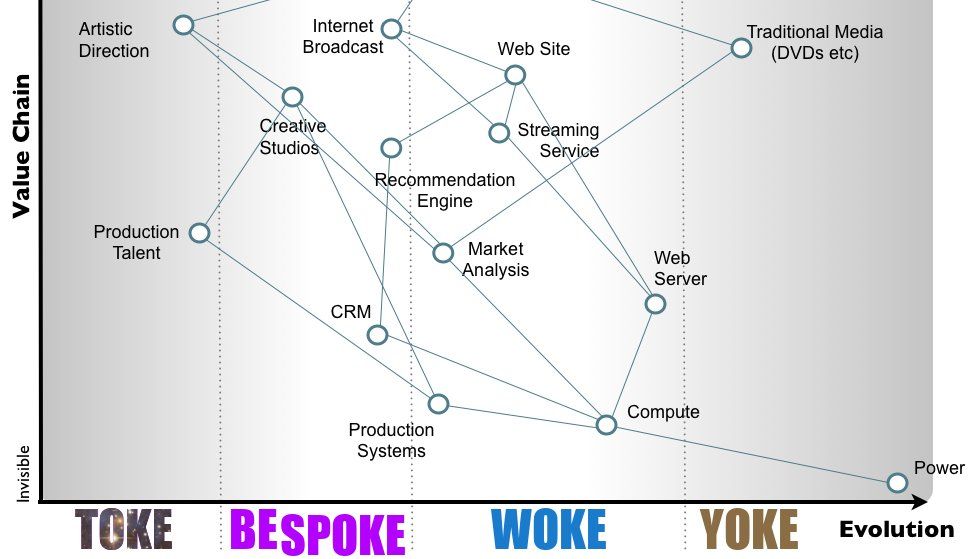 Artistic
Direction
Internet
Broadcast
Web Site
Traditional Media
(DVDs etc)
Creative
Studios
Streaming
Service
Recommendation
Engine
Production
Talent
Market
Analysis
Web
Server
CRM
Production
Systems
Compute
Power
Value Chain
Invisible
TOKE
BESPOKE
WOKE
YOKE
Evolution